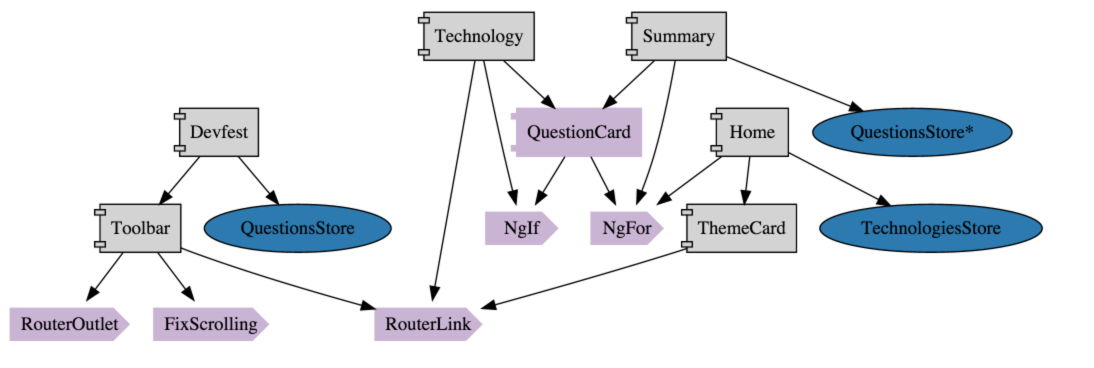 Technology
Summary
Devfest
QuestionCard
Home
QuestionsStore*
Toolbar
QuestionsStore
NgIf
NgFor
ThemeCard
TechnologiesStore
RouterOutlet
FixScrolling
RouterLink